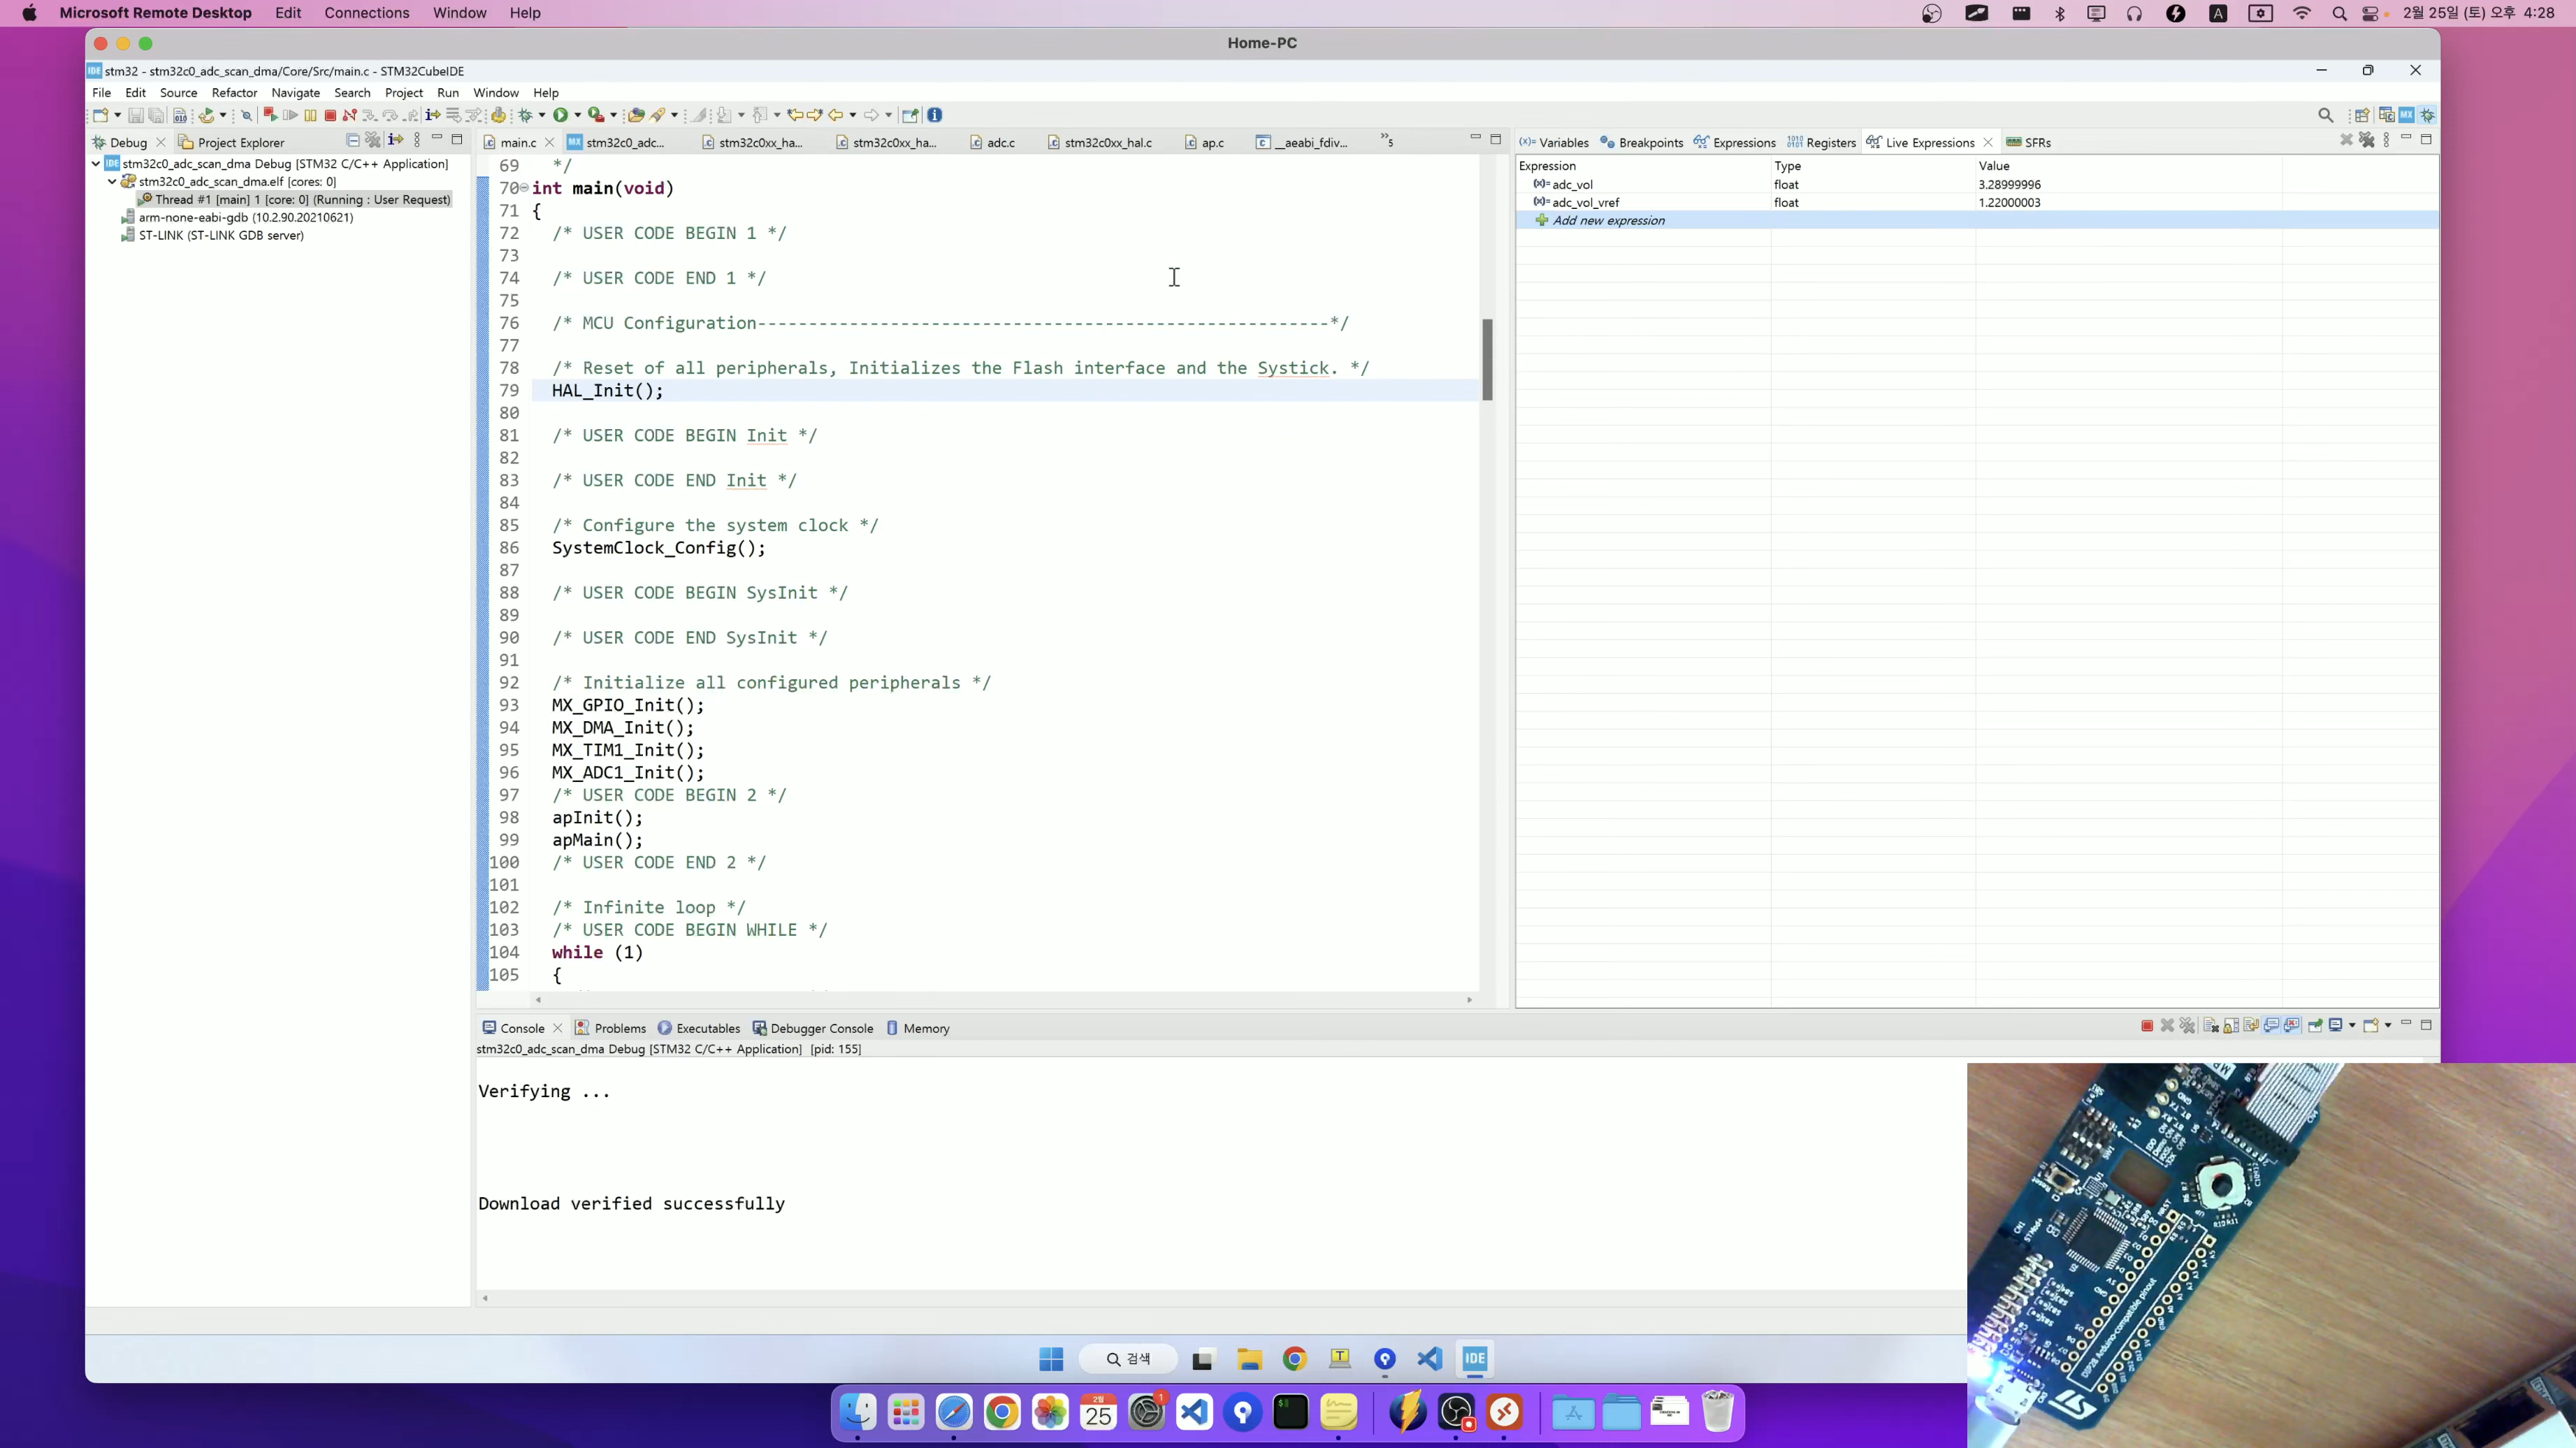 Microsoft Remote Desktop Edit Connections Window Help
A 2월 25일 (토) 오후 4:28
Home-PC
IDE stm32 - stm32c0_adc_scan_dma/Core/Src/main.c - STM32CubeIDE
File Edit Source Refactor Navigate Search Project Run Window Help
Debug Project Explorer
stm32c0_adc_scan_dma Debug [STM32 C/C++ Application]
stm32c0_adc_scan_dma.elf [cores: 0]
Thread #1 [main] 1 [core: 0] (Running : User Request)
arm-none-eabi-gdb (10.2.90.20210621)
ST-LINK (ST-LINK GDB server)
main.c stm32c0_adc... stm32c0xx_ha... stm32c0xx_ha... adc.c stm32c0xx_hal.c ap.c __aeabi_fdiv... »5
69 */
70 int main(void)
71 {
72 /* USER CODE BEGIN 1 */
73
74 /* USER CODE END 1 */
75
76 /* MCU Configuration--------------------------------------------------------*/
77
78 /* Reset of all peripherals, Initializes the Flash interface and the Systick. */
79 HAL_Init();
80
81 /* USER CODE BEGIN Init */
82
83 /* USER CODE END Init */
84
85 /* Configure the system clock */
86 SystemClock_Config();
87
88 /* USER CODE BEGIN SysInit */
89
90 /* USER CODE END SysInit */
91
92 /* Initialize all configured peripherals */
93 MX_GPIO_Init();
94 MX_DMA_Init();
95 MX_TIM1_Init();
96 MX_ADC1_Init();
97 /* USER CODE BEGIN 2 */
98 apInit();
99 apMain();
100 /* USER CODE END 2 */
101
102 /* Infinite loop */
103 /* USER CODE BEGIN WHILE */
104 while (1)
105 {
(x)= Variables Breakpoints Expressions Registers Live Expressions SFRs
Expression Type Value
(x)= adc_vol float 3.28999996
(x)= adc_vol_vref float 1.22000003
Add new expression
Console Problems Executables Debugger Console Memory
stm32c0_adc_scan_dma Debug [STM32 C/C++ Application] [pid: 155]
Verifying ...
Download verified successfully
검색
IDE
2월
25
1
Arduino-compatible pinout